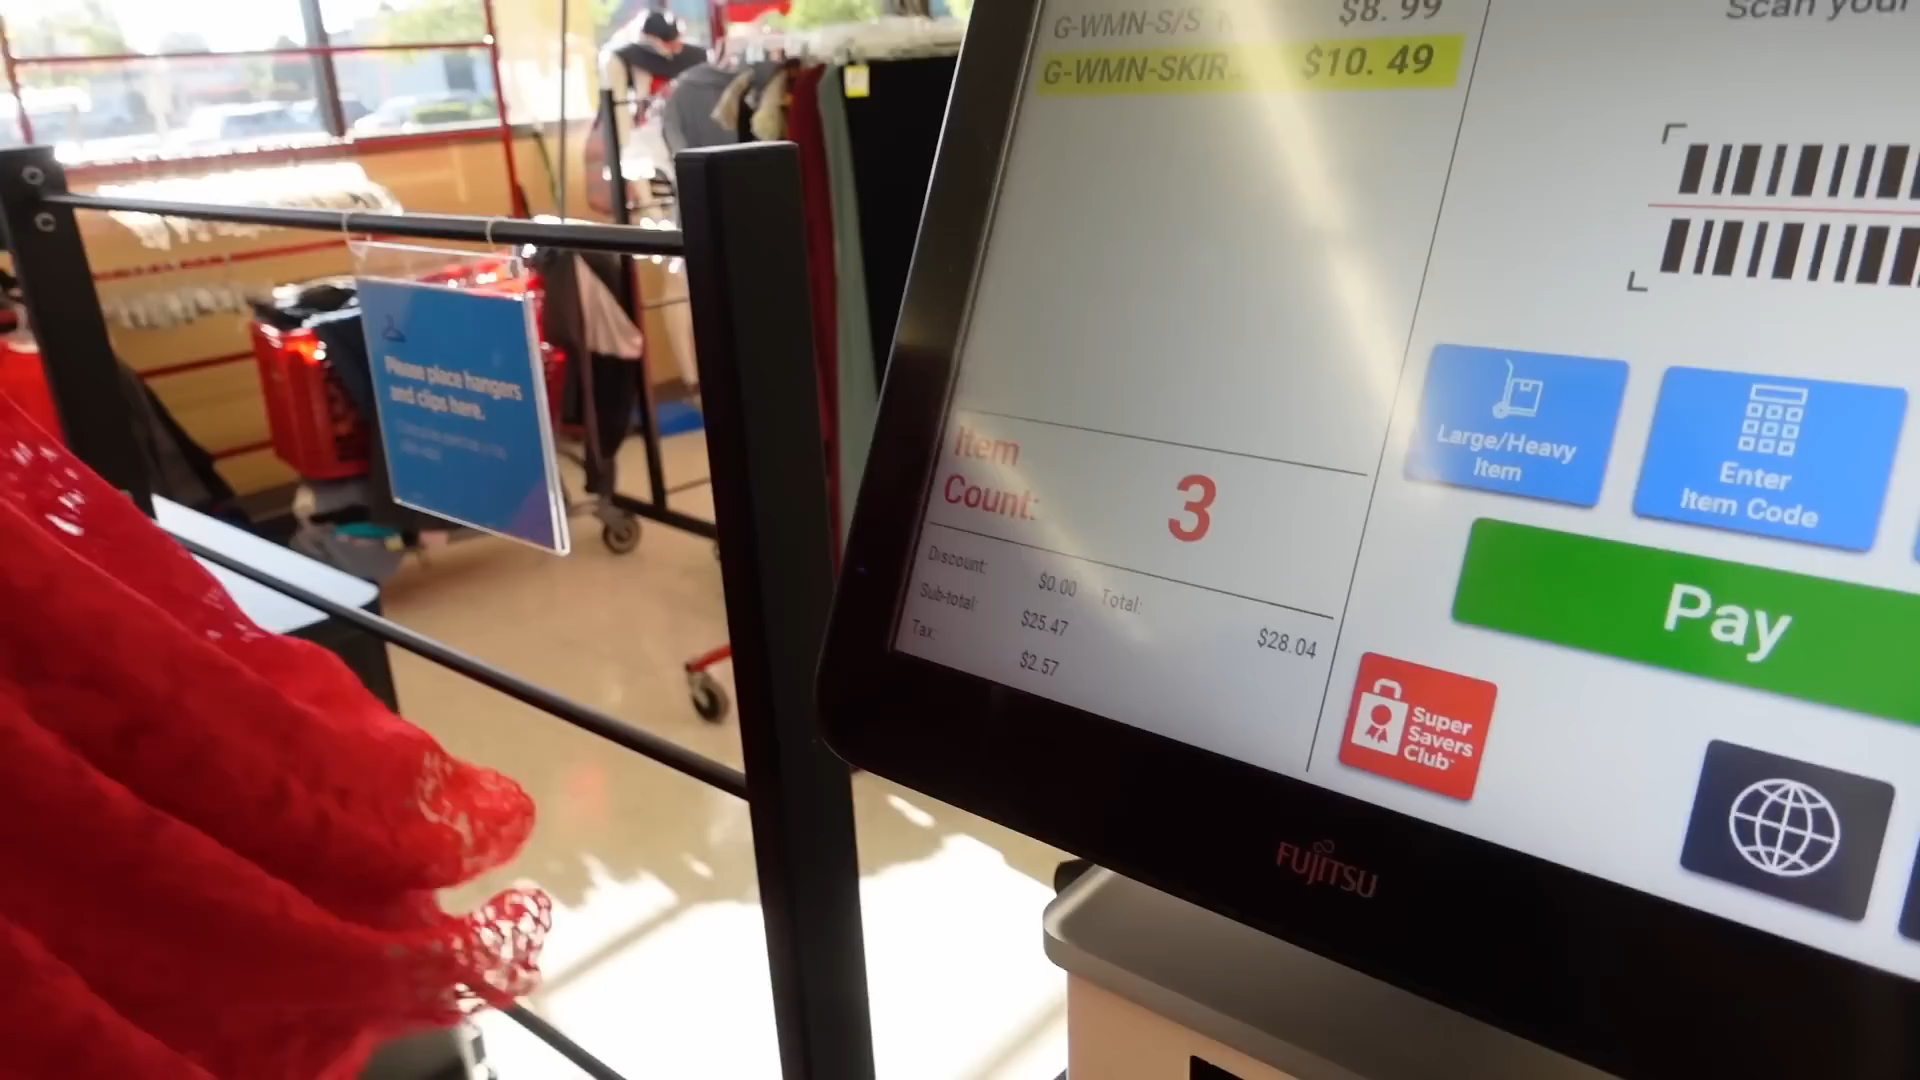 G-WMN-S/S
$8.99
G-WMN-SKIR...
$10.49
Item
Count:
3
Discount:
$0.00
Sub-total:
$25.47
Tax:
$2.57
Total:
$28.04
Scan your
Large/Heavy
Item
Enter
Item Code
Pay
Super
Savers
Club
FUJITSU
Please place hangers
and clips here.